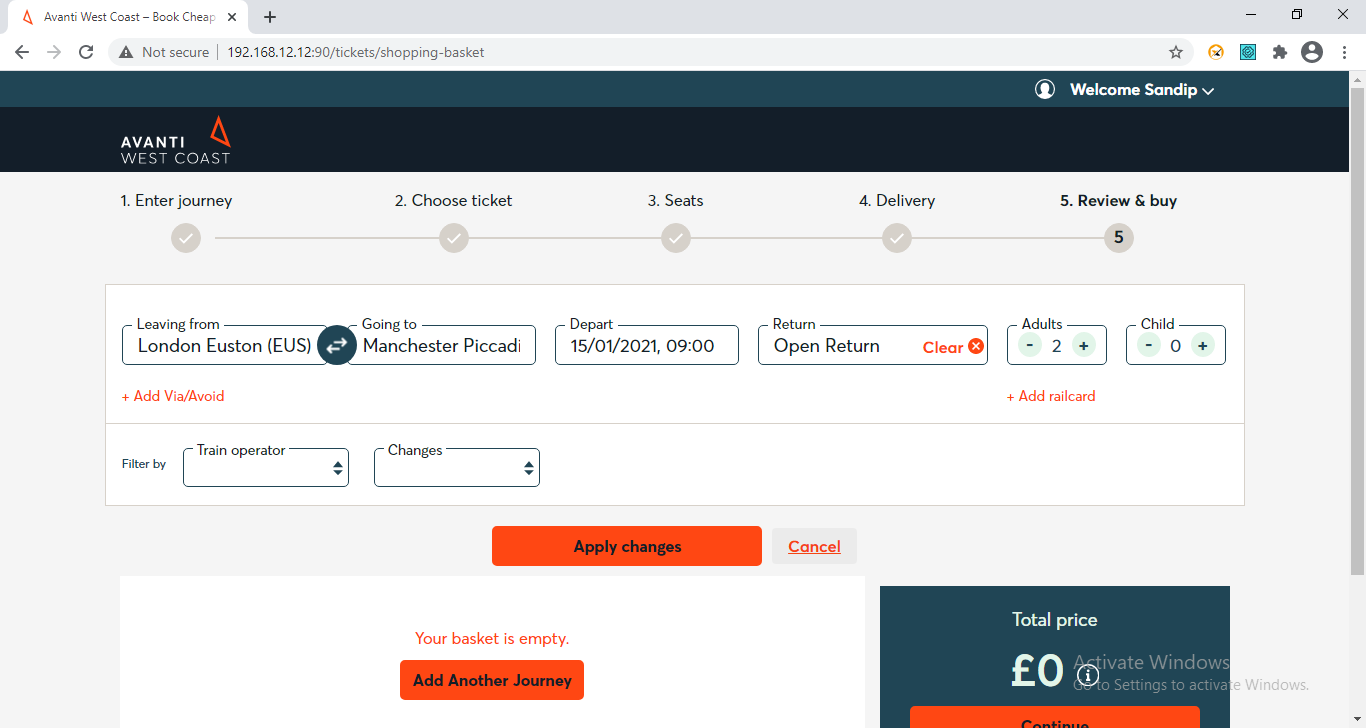 Avanti West Coast – Book Cheap
Not secure
192.168.12.12:90/tickets/shopping-basket
Welcome Sandip
AVANTI
WEST COAST
1. Enter journey
2. Choose ticket
3. Seats
4. Delivery
5. Review & buy
5
Leaving from
London Euston (EUS)
Going to
Manchester Piccadi
Depart
15/01/2021, 09:00
Return
Open Return
Clear
Adults
- 2 +
Child
- 0 +
+ Add Via/Avoid
+ Add railcard
Filter by
Train operator
Changes
Apply changes
Cancel
Your basket is empty.
Add Another Journey
Total price
£0
Activate Windows
Go to Settings to activate Windows.
Continue